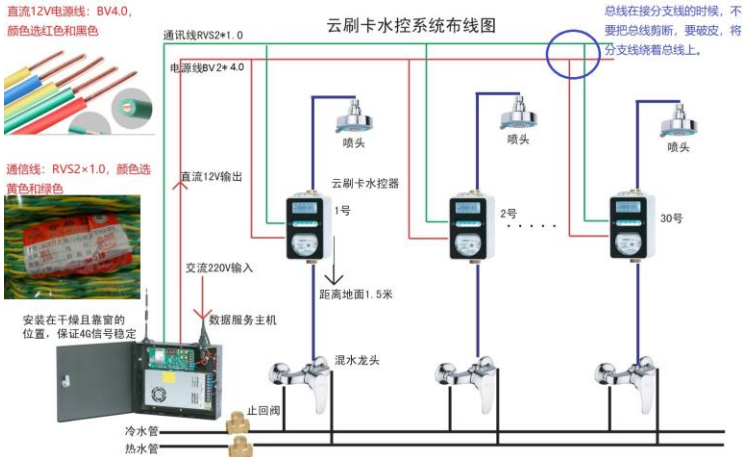 直流12V电源线：BV4.0，
颜色选红色和黑色
云刷卡水控系统布线图
总线在接分支线的时候，不
要把总线剪断，要破皮，将
分支线绕着总线上。
通讯线RVS2*1.0
电源线BV2*4.0
喷头
喷头
喷头
通信线：RVS2×1.0，颜色选
黄色和绿色
直流12V输出
云刷卡水控器
1号
2号
30号
·····
交流220V输入
距离地面1.5米
安装在干燥且靠窗的
位置，保证4G信号稳定
数据服务主机
混水龙头
止回阀
冷水管
热水管